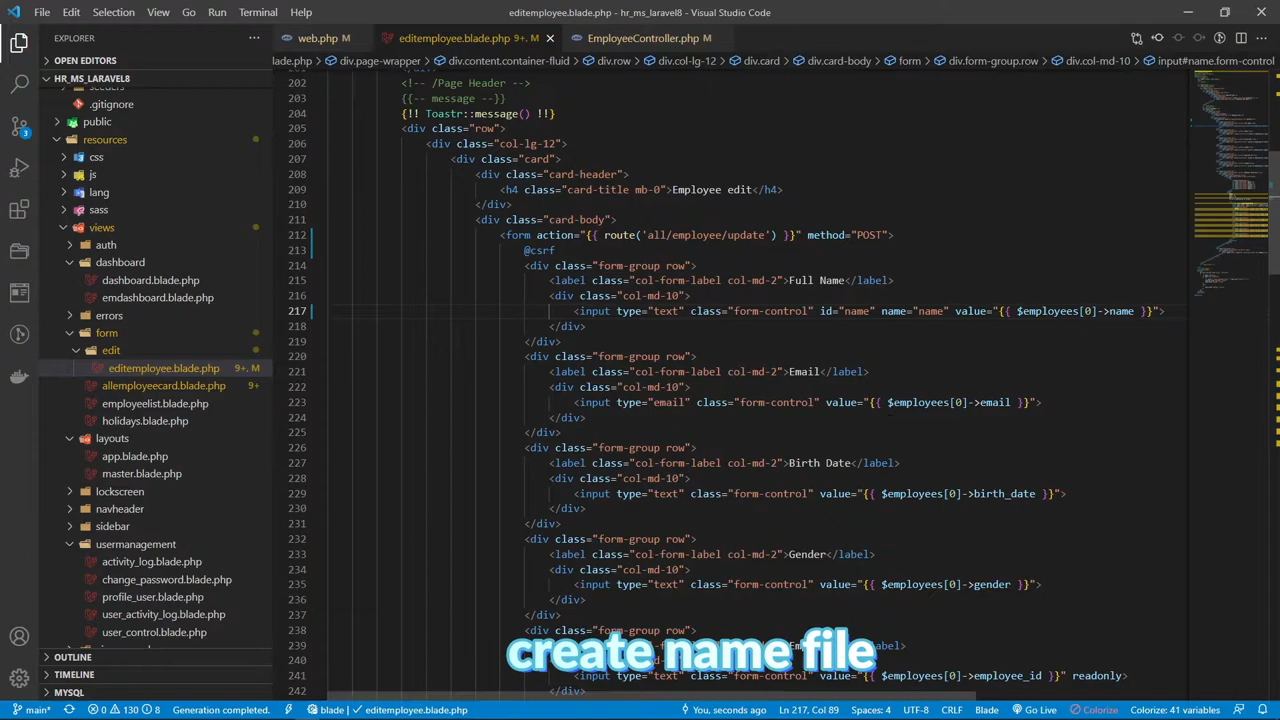 File Edit Selection View Go Run Terminal Help
editemployee.blade.php - hr_ms_laravel8 - Visual Studio Code
EXPLORER
OPEN EDITORS
HR_MS_LARAVEL8
seeders
.gitignore
public
resources
css
js
lang
sass
views
auth
dashboard
dashboard.blade.php
emdashboard.blade.php
errors
form
edit
editemployee.blade.php 9+, M
allemployeecard.blade.php 9+
employeelist.blade.php
holidays.blade.php
layouts
app.blade.php
master.blade.php
lockscreen
navheader
sidebar
usermanagement
activity_log.blade.php
change_password.blade.php
profile_user.blade.php
user_activity_log.blade.php
user_control.blade.php
OUTLINE
TIMELINE
MYSQL
3
web.php M
editemployee.blade.php 9+, M
EmployeeController.php M
blade.php > div.page-wrapper > div.content.container-fluid > div.row > div.col-lg-12 > div.card > div.card-body > form > div.form-group.row > div.col-md-10 > input#name.form-control
202 <!-- /Page Header -->
203 {{-- message --}}
204 {!! Toastr::message() !!}
205 <div class="row">
206 <div class="col-lg-12">
207 <div class="card">
208 <div class="card-header">
209 <h4 class="card-title mb-0">Employee edit</h4>
210 </div>
211 <div class="card-body">
212 <form action="{{ route('all/employee/update') }}" method="POST">
213 @csrf
214 <div class="form-group row">
215 <label class="col-form-label col-md-2">Full Name</label>
216 <div class="col-md-10">
217 <input type="text" class="form-control" id="name" name="name" value="{{ $employees[0]->name }}">
218 </div>
219 </div>
220 <div class="form-group row">
221 <label class="col-form-label col-md-2">Email</label>
222 <div class="col-md-10">
223 <input type="email" class="form-control" value="{{ $employees[0]->email }}">
224 </div>
225 </div>
226 <div class="form-group row">
227 <label class="col-form-label col-md-2">Birth Date</label>
228 <div class="col-md-10">
229 <input type="text" class="form-control" value="{{ $employees[0]->birth_date }}">
230 </div>
231 </div>
232 <div class="form-group row">
233 <label class="col-form-label col-md-2">Gender</label>
234 <div class="col-md-10">
235 <input type="text" class="form-control" value="{{ $employees[0]->gender }}">
236 </div>
237 </div>
238 <div class="form-group row">
239 </label>
240
241 <input type="text" class="form-control" value="{{ $employees[0]->employee_id }}" readonly>
242 </div>
create name file
main* 0 130 8 Generation completed. blade editemployee.blade.php You, seconds ago Ln 217, Col 89 Spaces: 4 UTF-8 CRLF Blade Go Live Colorize Colorize: 41 variables